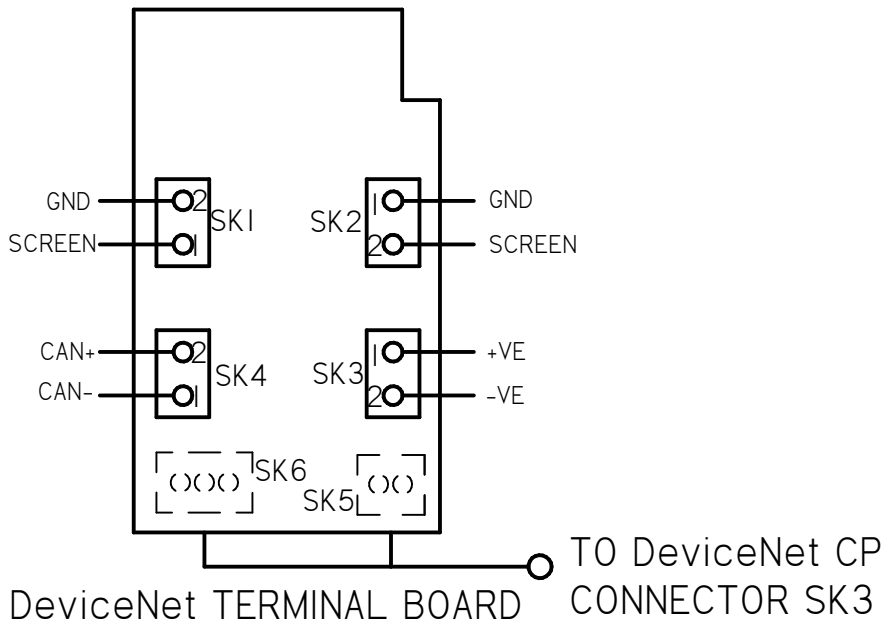 GND
2
SK1
SCREEN
1
1
GND
SK2
2
SCREEN
CAN+
2
SK4
CAN-
1
1
+VE
SK3
2
-VE
SK6
SK5
TO DeviceNet CP
CONNECTOR SK3
DeviceNet TERMINAL BOARD